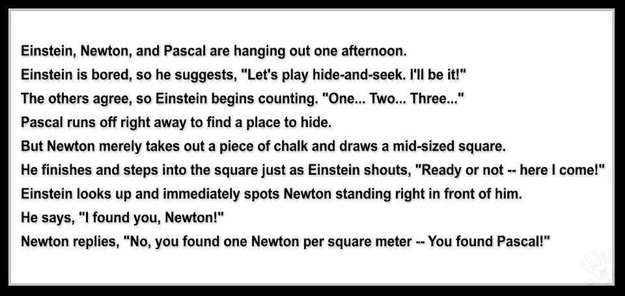 Einstein, Newton, and Pascal are hanging out one afternoon.
Einstein is bored, so he suggests, "Let's play hide-and-seek. I'll be it!"
The others agree, so Einstein begins counting. "One... Two... Three..."
Pascal runs off right away to find a place to hide.
But Newton merely takes out a piece of chalk and draws a mid-sized square.
He finishes and steps into the square just as Einstein shouts, "Ready or not -- here I come!"
Einstein looks up and immediately spots Newton standing right in front of him.
He says, "I found you, Newton!"
Newton replies, "No, you found one Newton per square meter -- You found Pascal!"